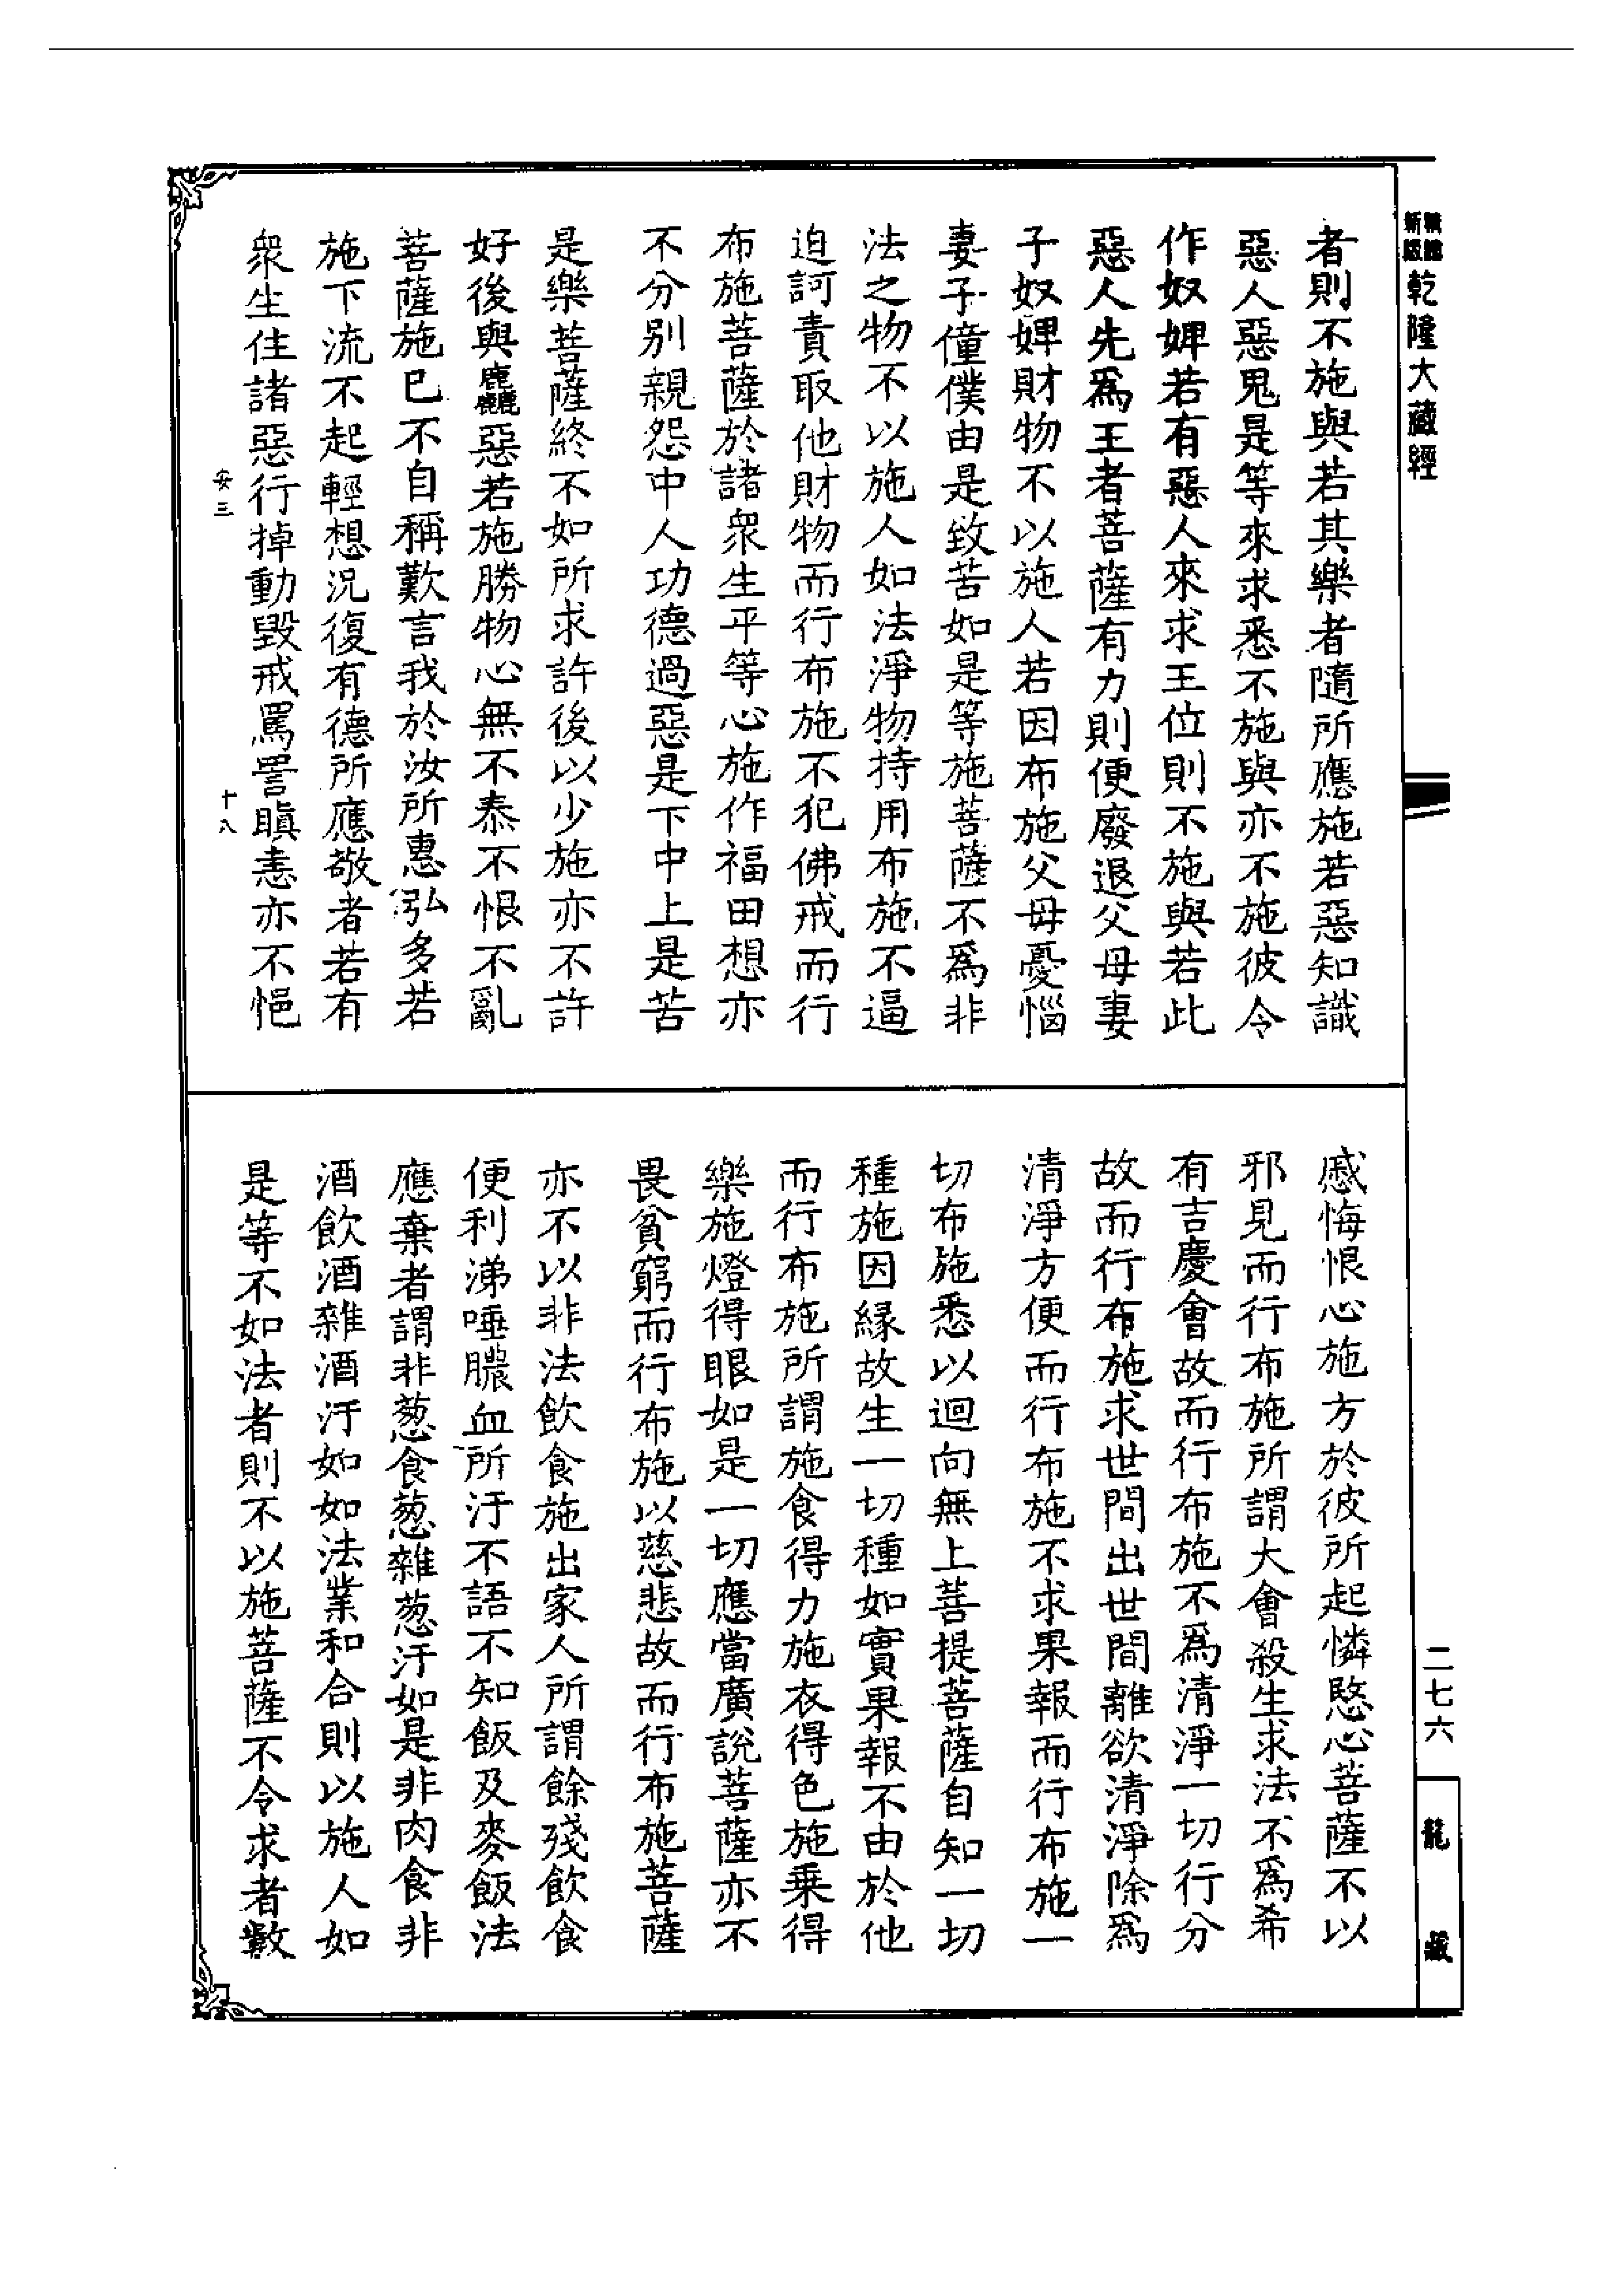 新版
乾隆大藏經
者則不施與若其樂者隨所應施若惡知識
惡人惡鬼是等來求悉不施與亦不施彼令
作奴婢若有惡人來求王位則不施與若此
惡人先為王者菩薩有力則便廢退父母妻
子奴婢財物不以施人若因布施父母憂惱
妻子僮僕由是致苦如是等施菩薩不為非
法之物不以施人如法淨物持用布施不逼
迫訶責取他財物而行布施不犯佛戒而行
布施菩薩於諸衆生平等心施作福田想亦
不分別親怨中人功德過惡是下中上是苦
是樂菩薩終不如所求許後以少施亦不許
好後與麤惡若施勝物心無不泰不恨不亂
菩薩施已不自稱歎言我於汝所惠弘多若
施下流不起輕想況復有德所應敬者若有
衆生住諸惡行掉動毀戒罵詈瞋恚亦不悒
安三
十八
慼悔恨心施方於彼所起憐愍心菩薩不以
邪見而行布施所謂大會殺生求法不為希
有吉慶會故而行布施不為清淨一切行分
故而行布施求世間出世間離欲清淨除為
清淨方便而行布施不求果報而行布施一
切布施悉以迴向無上菩提菩薩自知一切
種施因緣故生一切種如實果報不由於他
而行布施所謂施食得力施衣得色施乗得
樂施燈得眼如是一切應當廣說菩薩亦不
畏貧窮而行布施以慈悲故而行布施菩薩
亦不以非法飲食施出家人所謂餘殘飲食
便利涕唾膿血所汙不語不知飯及麥飯法
應棄者謂非葱食葱雜葱汙如是非肉食非
酒飲酒雜酒汙如如法業和合則以施人如
是等不如法者則不以施菩薩不令求者數
二七六
龍藏